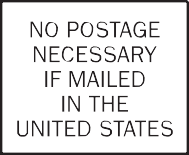 NO POSTAGE
NECESSARY
IF MAILED
IN THE
UNITED STATES